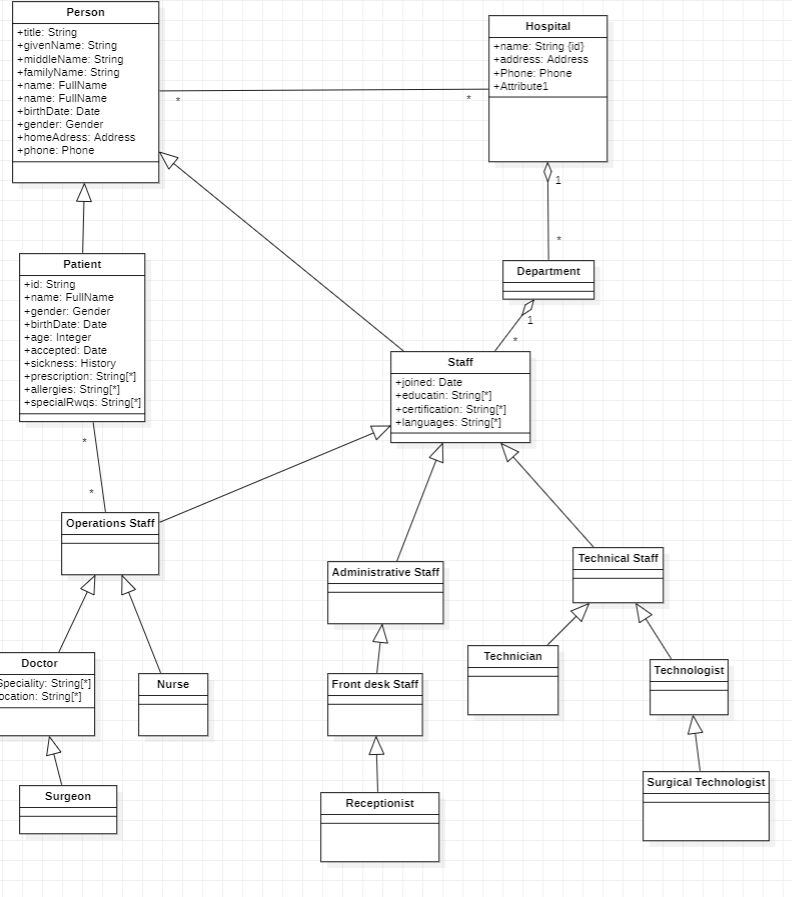 Person
+title: String
+givenName: String
+middleName: String
+familyName: String
+name: FullName
+name: FullName
+birthDate: Date
+gender: Gender
+homeAdress: Address
+phone: Phone
Hospital
+name: String {id}
+address: Address
+Phone: Phone
+Attribute1
*
*
1
*
Patient
+id: String
+name: FullName
+gender: Gender
+birthDate: Date
+age: Integer
+accepted: Date
+sickness: History
+prescription: String[*]
+allergies: String[*]
+specialRwqs: String[*]
Department
1
*
Staff
+joined: Date
+educatin: String[*]
+certification: String[*]
+languages: String[*]
*
*
Operations Staff
Administrative Staff
Technical Staff
Doctor
Speciality: String[*]
ocation: String[*]
Nurse
Front desk Staff
Technician
Technologist
Surgeon
Receptionist
Surgical Technologist